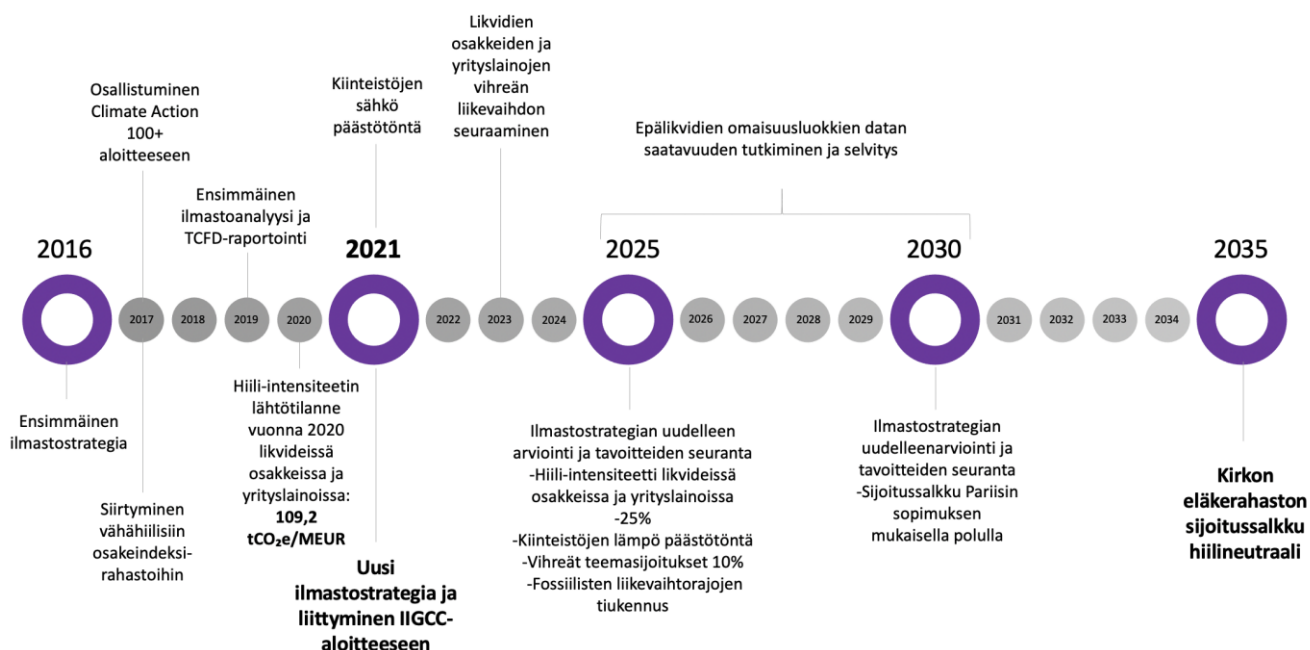 Likvidien
osakkeiden ja
yrityslainojen
vihreän
liikevaihdon
seuraaminen
Osallistuminen
Climate Action
100+
aloitteeseen
Kiinteistöjen
sähkö
päästötöntä
Epälikvidien omaisuusluokkien datan
saatavuuden tutkiminen ja selvitys
Ensimmäinen
ilmastoanalyysi ja
TCFD-raportointi
2016
2021
2025
2030
2035
2017
2018
2019
2020
2022
2023
2024
2026
2027
2028
2029
2031
2032
2033
2034
Ensimmäinen
ilmastostrategia
Siirtyminen
vähähiilisiin
osakeindeksi-
rahastoihin
Hiili-intensiteetin
lähtötilanne
vuonna 2020
likvideissä
osakkeissa ja
yrityslainoissa:
109,2
tCO₂e/MEUR
Uusi
ilmastostrategia ja
liittyminen IIGCC-
aloitteeseen
Ilmastostrategian uudelleen
arviointi ja tavoitteiden seuranta
-Hiili-intensiteetti likvideissä
osakkeissa ja yrityslainoissa
-25%
-Kiinteistöjen lämpö päästötöntä
-Vihreät teemasijoitukset 10%
-Fossiilisten liikevaihtorajojen
tiukennus
Ilmastostrategian
uudelleenarviointi ja
tavoitteiden seuranta
-Sijoitussalkku Pariisin
sopimuksen
mukaisella polulla
Kirkon
eläkerahaston
sijoitussalkku
hiilineutraali